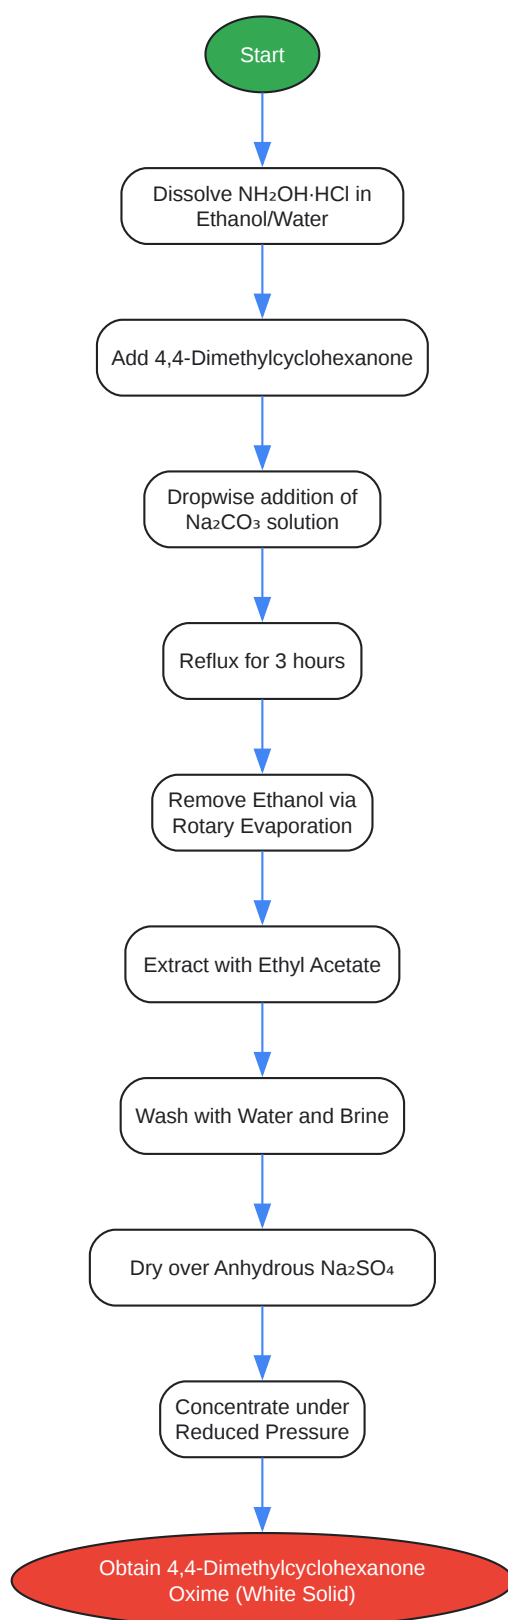 Start
Dissolve NH₂OH·HCl in
Ethanol/Water
Add 4,4-Dimethylcyclohexanone
Dropwise addition of
Na₂CO₃ solution
Reflux for 3 hours
Remove Ethanol via
Rotary Evaporation
Extract with Ethyl Acetate
Wash with Water and Brine
Dry over Anhydrous Na₂SO₄
Concentrate under
Reduced Pressure
Obtain 4,4-Dimethylcyclohexanone
Oxime (White Solid)